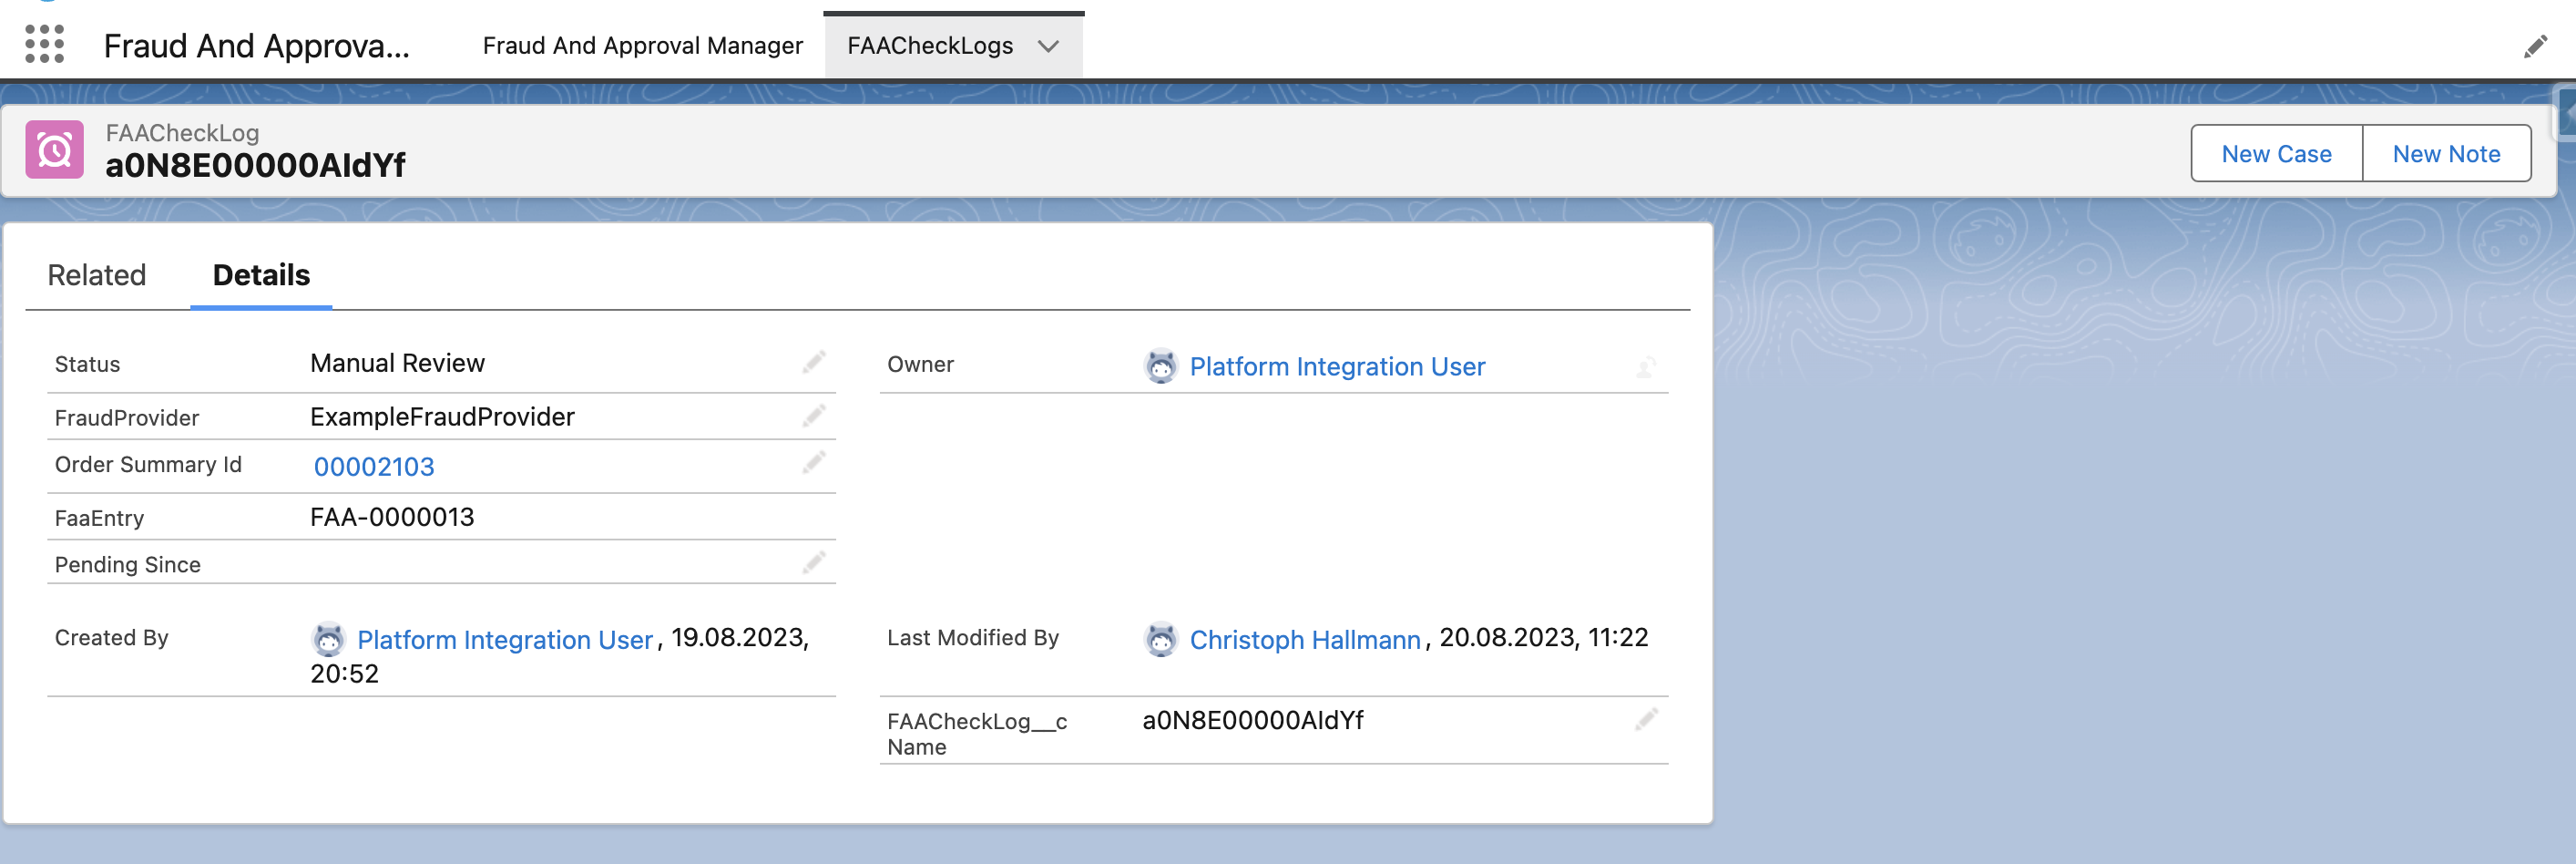 Fraud And Approva... Fraud And Approval Manager FAACheckLogs
FAACheckLog
a0N8E00000AIdYf
New Case New Note
Related Details
Status Manual Review Owner Platform Integration User
FraudProvider ExampleFraudProvider
Order Summary Id 00002103
FaaEntry FAA-0000013
Pending Since
Created By Platform Integration User, 19.08.2023, Last Modified By Christoph Hallmann, 20.08.2023, 11:22
20:52
FAACheckLog__c a0N8E00000AIdYf
Name